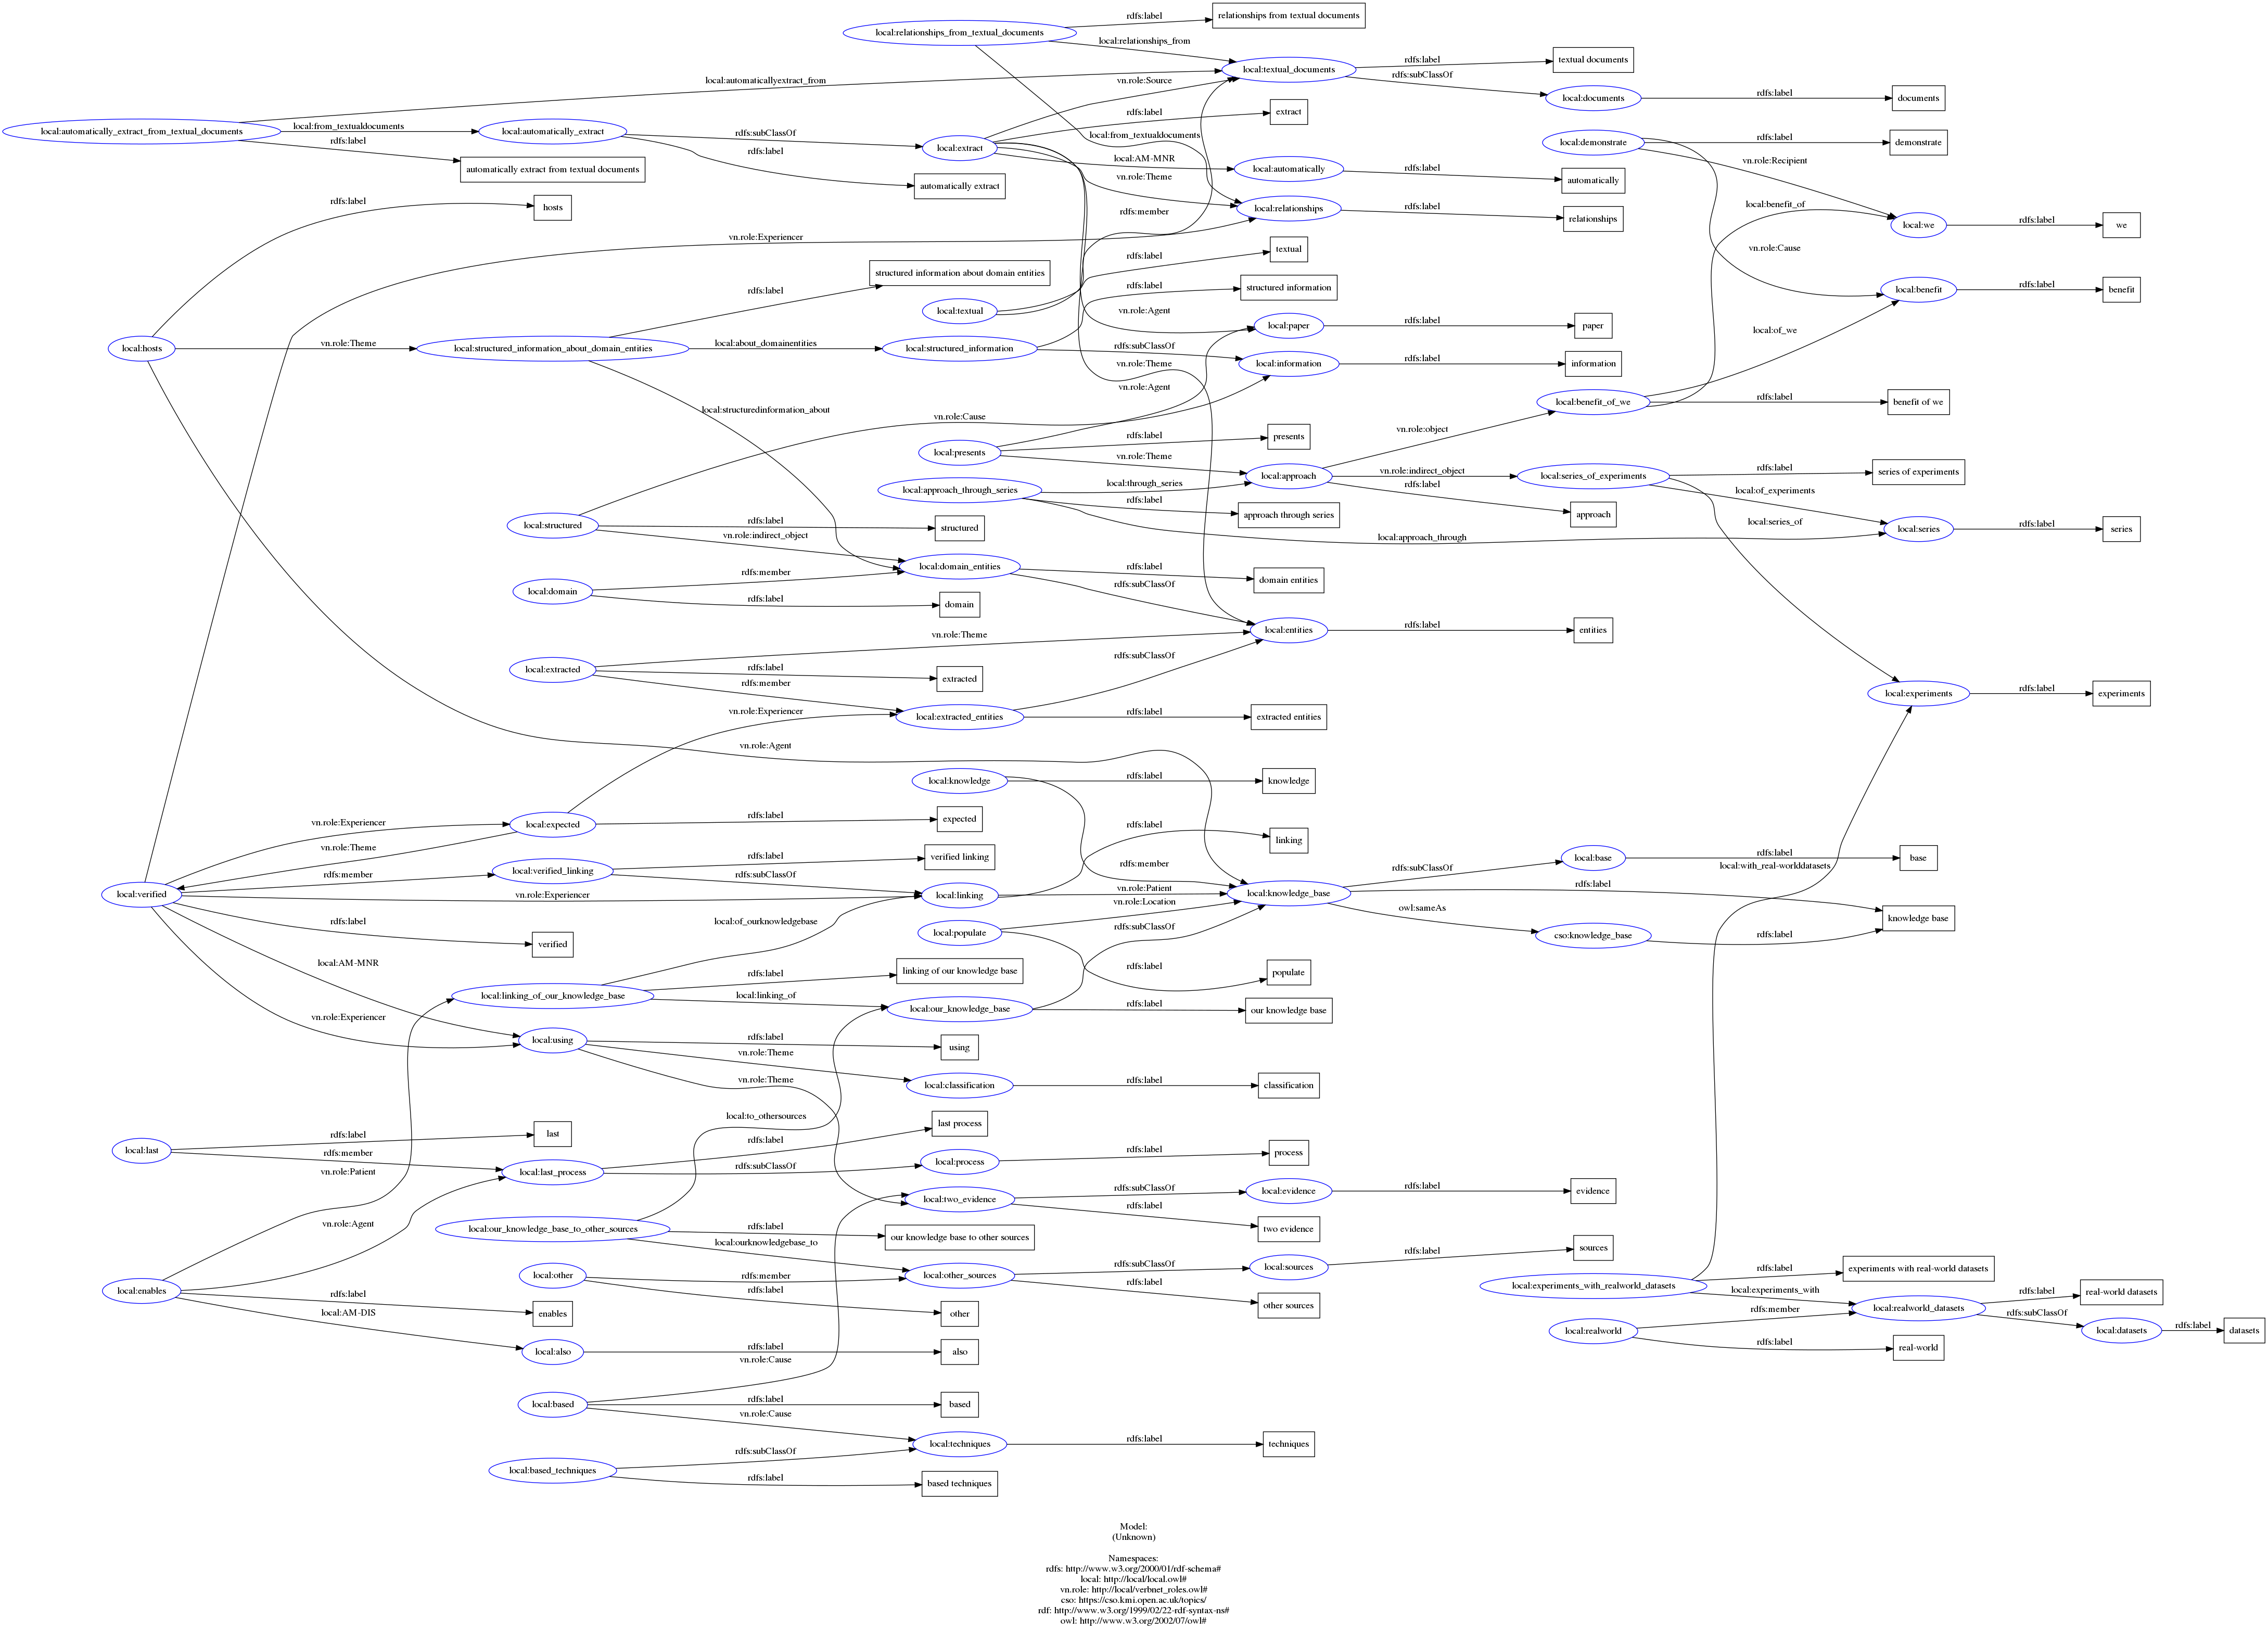 rdfs:label
relationships from textual documents
local:relationships_from_textual_documents
local:relationships_from
rdfs:label
textual documents
local:textual_documents
rdfs:subClassOf
local:automaticallyextract_from
vn.role:Source
local:documents
rdfs:label
documents
rdfs:label
extract
local:automatically_extract_from_textual_documents
local:from_textualdocuments
local:automatically_extract
rdfs:subClassOf
local:extract
local:from_textualdocuments
local:demonstrate
rdfs:label
demonstrate
rdfs:label
automatically extract from textual documents
rdfs:label
automatically extract
local:AM-MNR
local:automatically
rdfs:label
automatically
vn.role:Recipient
vn.role:Theme
rdfs:label
hosts
rdfs:member
local:relationships
rdfs:label
relationships
local:benefit_of
local:we
rdfs:label
we
vn.role:Experiencer
rdfs:label
textual
vn.role:Cause
structured information about domain entities
rdfs:label
rdfs:label
structured information
local:benefit
rdfs:label
benefit
local:textual
vn.role:Agent
local:paper
rdfs:label
paper
local:of_we
local:hosts
vn.role:Theme
local:structured_information_about_domain_entities
local:about_domainentities
local:structured_information
rdfs:subClassOf
local:information
rdfs:label
information
vn.role:Theme
vn.role:Agent
local:structuredinformation_about
vn.role:Cause
local:benefit_of_we
rdfs:label
benefit of we
local:presents
rdfs:label
presents
vn.role:Theme
vn.role:object
local:approach_through_series
local:through_series
local:approach
vn.role:indirect_object
local:series_of_experiments
rdfs:label
series of experiments
rdfs:label
approach through series
rdfs:label
approach
local:of_experiments
local:structured
rdfs:label
structured
vn.role:indirect_object
local:approach_through
local:series_of
local:series
rdfs:label
series
local:domain
rdfs:member
local:domain_entities
rdfs:label
domain entities
rdfs:subClassOf
rdfs:label
domain
vn.role:Theme
local:entities
rdfs:label
entities
local:extracted
rdfs:label
extracted
rdfs:member
rdfs:subClassOf
local:experiments
rdfs:label
experiments
vn.role:Experiencer
local:extracted_entities
rdfs:label
extracted entities
vn.role:Agent
local:knowledge
rdfs:label
knowledge
vn.role:Experiencer
local:expected
rdfs:label
expected
rdfs:label
linking
vn.role:Theme
rdfs:label
verified linking
rdfs:member
local:verified_linking
rdfs:subClassOf
rdfs:member
rdfs:subClassOf
local:base
rdfs:label
base
local:with_real-worlddatasets
local:verified
vn.role:Experiencer
local:linking
vn.role:Patient
local:knowledge_base
rdfs:label
knowledge base
vn.role:Location
owl:sameAs
rdfs:label
verified
local:of_ourknowledgebase
local:populate
rdfs:subClassOf
cso:knowledge_base
rdfs:label
local:AM-MNR
rdfs:label
linking of our knowledge base
rdfs:label
populate
local:linking_of_our_knowledge_base
local:linking_of
local:our_knowledge_base
rdfs:label
our knowledge base
vn.role:Experiencer
local:using
rdfs:label
using
vn.role:Theme
vn.role:Theme
local:classification
rdfs:label
classification
local:to_othersources
last process
rdfs:label
local:last
rdfs:label
last
rdfs:member
local:last_process
rdfs:subClassOf
local:process
rdfs:label
process
vn.role:Patient
local:two_evidence
rdfs:subClassOf
local:evidence
rdfs:label
evidence
rdfs:label
two evidence
vn.role:Agent
local:our_knowledge_base_to_other_sources
rdfs:label
our knowledge base to other sources
local:ourknowledgebase_to
local:other
rdfs:member
local:other_sources
rdfs:subClassOf
local:sources
rdfs:label
sources
rdfs:label
other sources
rdfs:label
other
local:experiments_with_realworld_datasets
rdfs:label
experiments with real-world datasets
local:experiments_with
local:enables
rdfs:label
enables
local:AM-DIS
local:realworld
rdfs:member
local:realworld_datasets
rdfs:label
real-world datasets
rdfs:subClassOf
local:datasets
rdfs:label
datasets
rdfs:label
real-world
local:also
rdfs:label
also
vn.role:Cause
local:based
rdfs:label
based
vn.role:Cause
local:techniques
rdfs:label
techniques
rdfs:subClassOf
local:based_techniques
rdfs:label
based techniques
Model:
(Unknown)
Namespaces:
rdfs: http://www.w3.org/2000/01/rdf-schema#
local: http://local/local.owl#
vn.role: http://local/verbnet_roles.owl#
cso: https://cso.kmi.open.ac.uk/topics/
rdf: http://www.w3.org/1999/02/22-rdf-syntax-ns#
owl: http://www.w3.org/2002/07/owl#